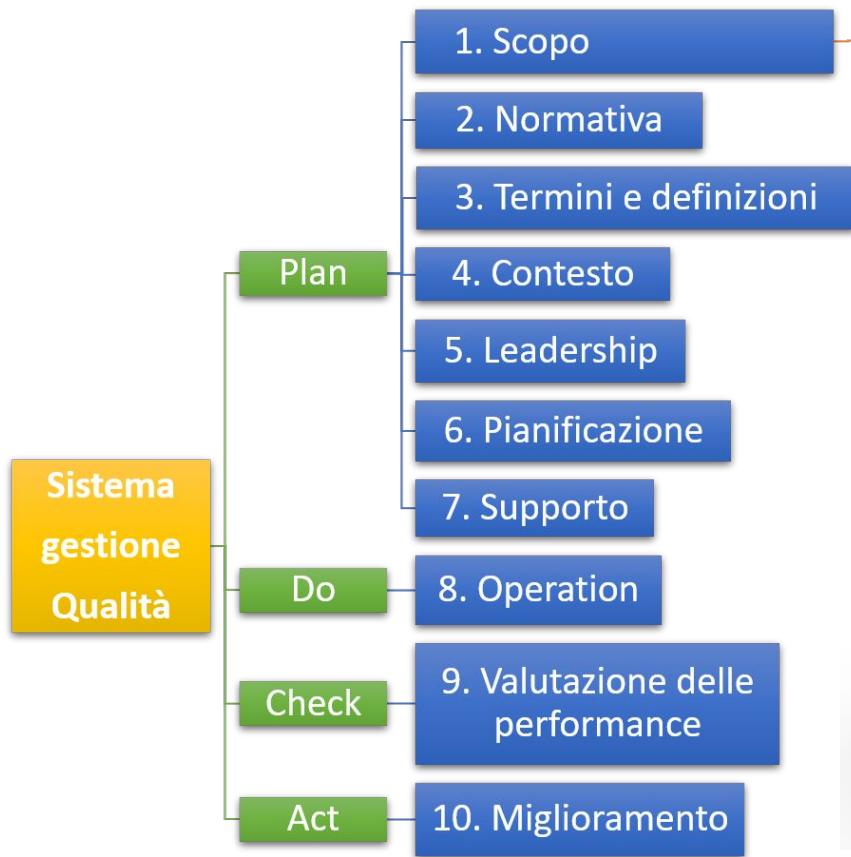 Sistema
gestione
Qualità
Plan
1. Scopo
2. Normativa
3. Termini e definizioni
4. Contesto
5. Leadership
6. Pianificazione
7. Supporto
Do
8. Operation
Check
9. Valutazione delle
performance
Act
10. Miglioramento